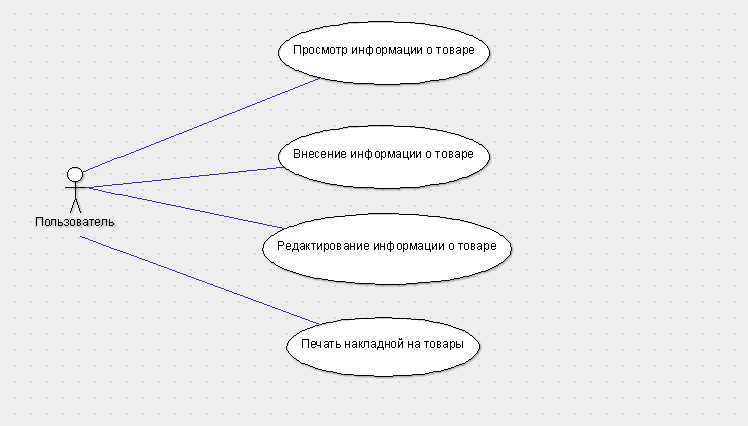 Просмотр информации о товаре
Внесение информации о товаре
Пользователь
Редактирование информации о товаре
Печать накладной на товары